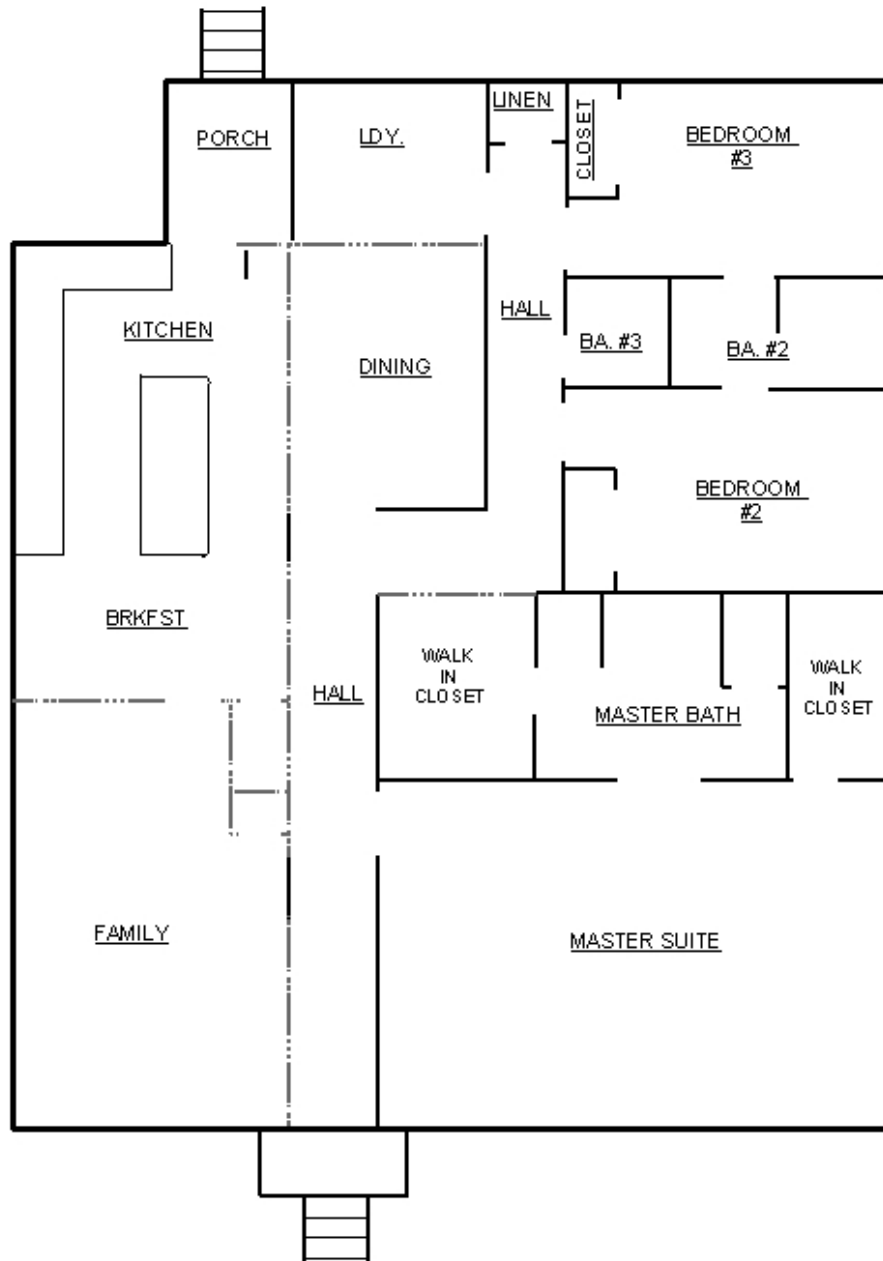 LINEN
PORCH
LDY.
CLOSET
BEDROOM
#3
HALL
KITCHEN
BA. #3
BA. #2
DINING
BEDROOM
#2
BRKFST
WALK
IN
CLOSET
HALL
MASTER BATH
WALK
IN
CLOSET
FAMILY
MASTER SUITE